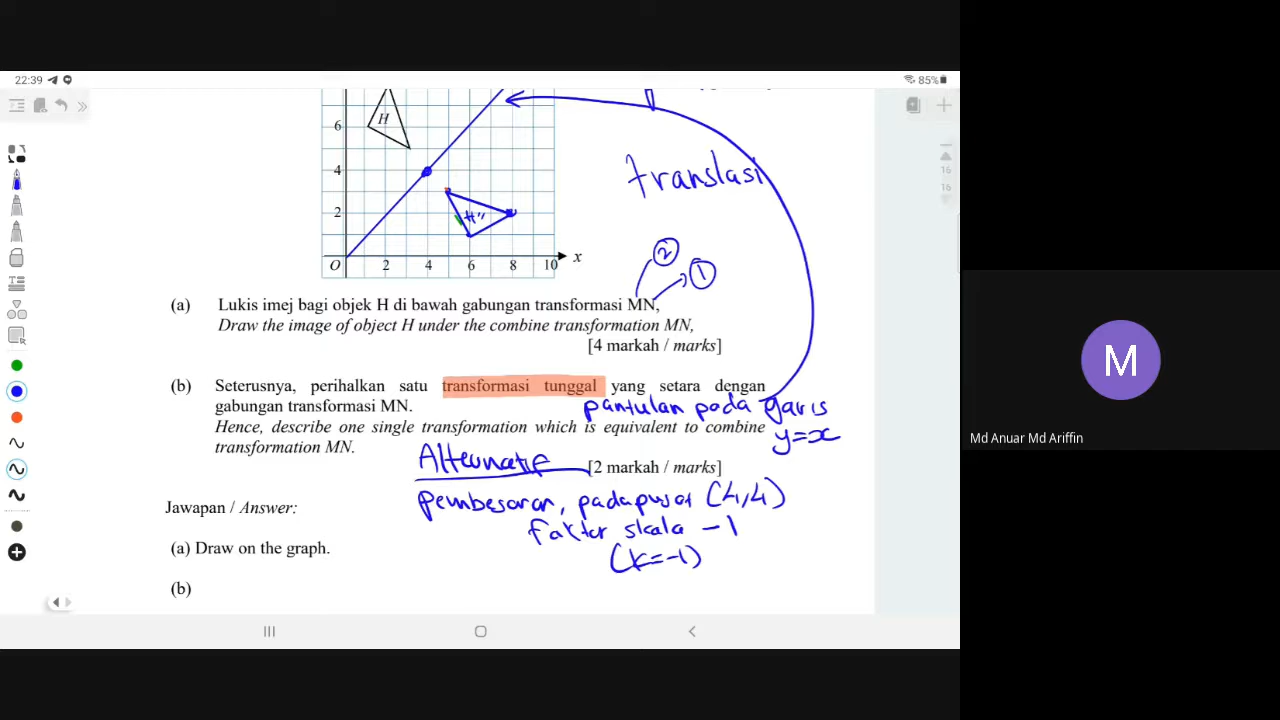 22:39
85%
6
H
4
2
H"
O
2
4
6
8
10
x
translasi
2
1
16
16
(a) Lukis imej bagi objek H di bawah gabungan transformasi MN,
Draw the image of object H under the combine transformation MN,
[4 markah / marks]
(b) Seterusnya, perihalkan satu transformasi tunggal yang setara dengan
gabungan transformasi MN.
pantulan pada garis
y=x
Hence, describe one single transformation which is equivalent to combine
transformation MN.
Alternatif
[2 markah / marks]
pembesaran, pada pusat (4,4)
faktor skala -1
(k=-1)
Jawapan / Answer:
(a) Draw on the graph.
(b)
M
Md Anuar Md Ariffin